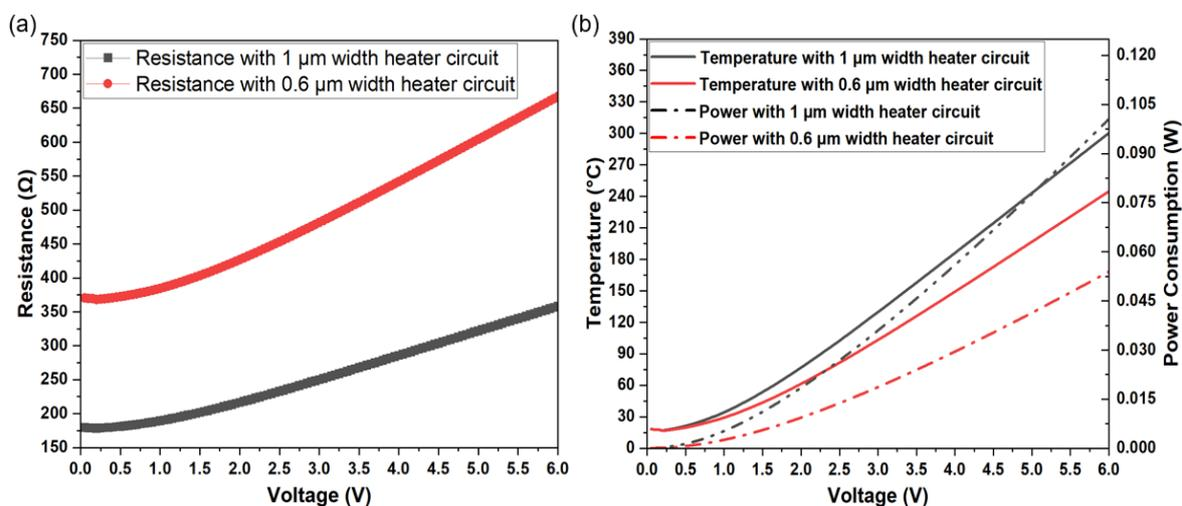 (a)
750
700
650
600
550
500
450
400
350
300
250
200
150
Resistance (Ω)
Resistance with 1 µm width heater circuit
Resistance with 0.6 µm width heater circuit
0.0 0.5 1.0 1.5 2.0 2.5 3.0 3.5 4.0 4.5 5.0 5.5 6.0
Voltage (V)
(b)
390
360
330
300
270
240
210
180
150
120
90
60
30
0
Temperature (°C)
Temperature with 1 µm width heater circuit
Temperature with 0.6 µm width heater circuit
Power with 1 µm width heater circuit
Power with 0.6 µm width heater circuit
0.120
0.105
0.090
0.075
0.060
0.045
0.030
0.015
0.000
Power Consumption (W)
0.0 0.5 1.0 1.5 2.0 2.5 3.0 3.5 4.0 4.5 5.0 5.5 6.0
Voltage (V)